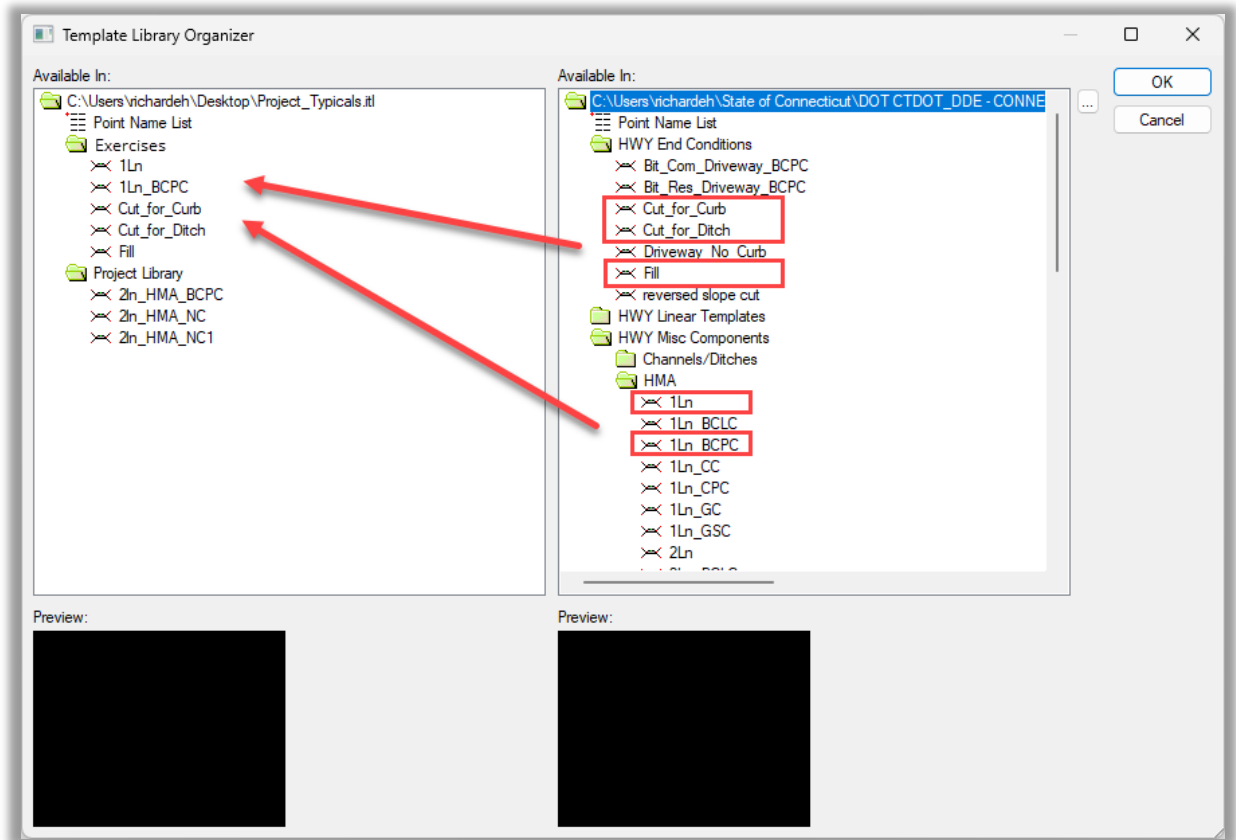 Template Library Organizer
Available In:
C:\Users\richardeh\Desktop\Project_Typicals.itl
Point Name List
Exercises
1Ln
1Ln_BCPC
Cut_for_Curb
Cut_for_Ditch
Fill
Project Library
2ln_HMA_BCPC
2ln_HMA_NC
2ln_HMA_NC1
Available In:
C:\Users\richardeh\State of Connecticut\DOT CTDOT_DDE - CONNE
Point Name List
HWY End Conditions
Bit_Com_Driveway_BCPC
Bit_Res_Driveway_BCPC
Cut_for_Curb
Cut_for_Ditch
Driveway_No_Curb
Fill
reversed slope cut
HWY Linear Templates
HWY Misc Components
Channels/Ditches
HMA
1Ln
1Ln_BCLC
1Ln_BCPC
1Ln_CC
1Ln_CPC
1Ln_GC
1Ln_GSC
2Ln
...
OK
Cancel
Preview:
Preview: